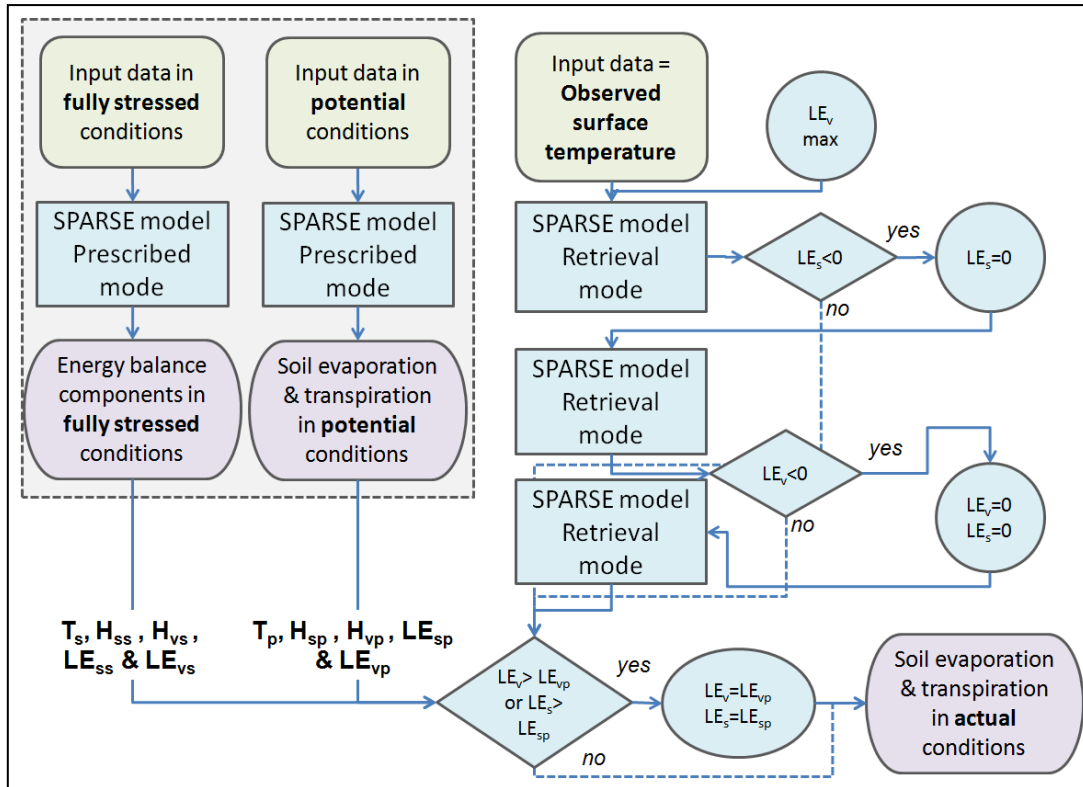 Input data in
fully stressed
conditions
Input data in
potential
conditions
Input data =
Observed
surface
temperature
LEv
max
SPARSE model
Prescribed
mode
SPARSE model
Prescribed
mode
SPARSE model
Retrieval
mode
LEs<0
yes
LEs=0
no
Energy balance
components in
fully stressed
conditions
Soil evaporation
& transpiration
in potential
conditions
SPARSE model
Retrieval
mode
LEv<0
yes
no
LEv=0
LEs=0
SPARSE model
Retrieval
mode
Ts, Hss , Hvs ,
LEss & LEvs
Tp, Hsp , Hvp, LEsp
& LEvp
LEv> LEvp
or LEs>
LEsp
yes
no
LEv=LEvp
LEs=LEsp
Soil evaporation
& transpiration
in actual
conditions